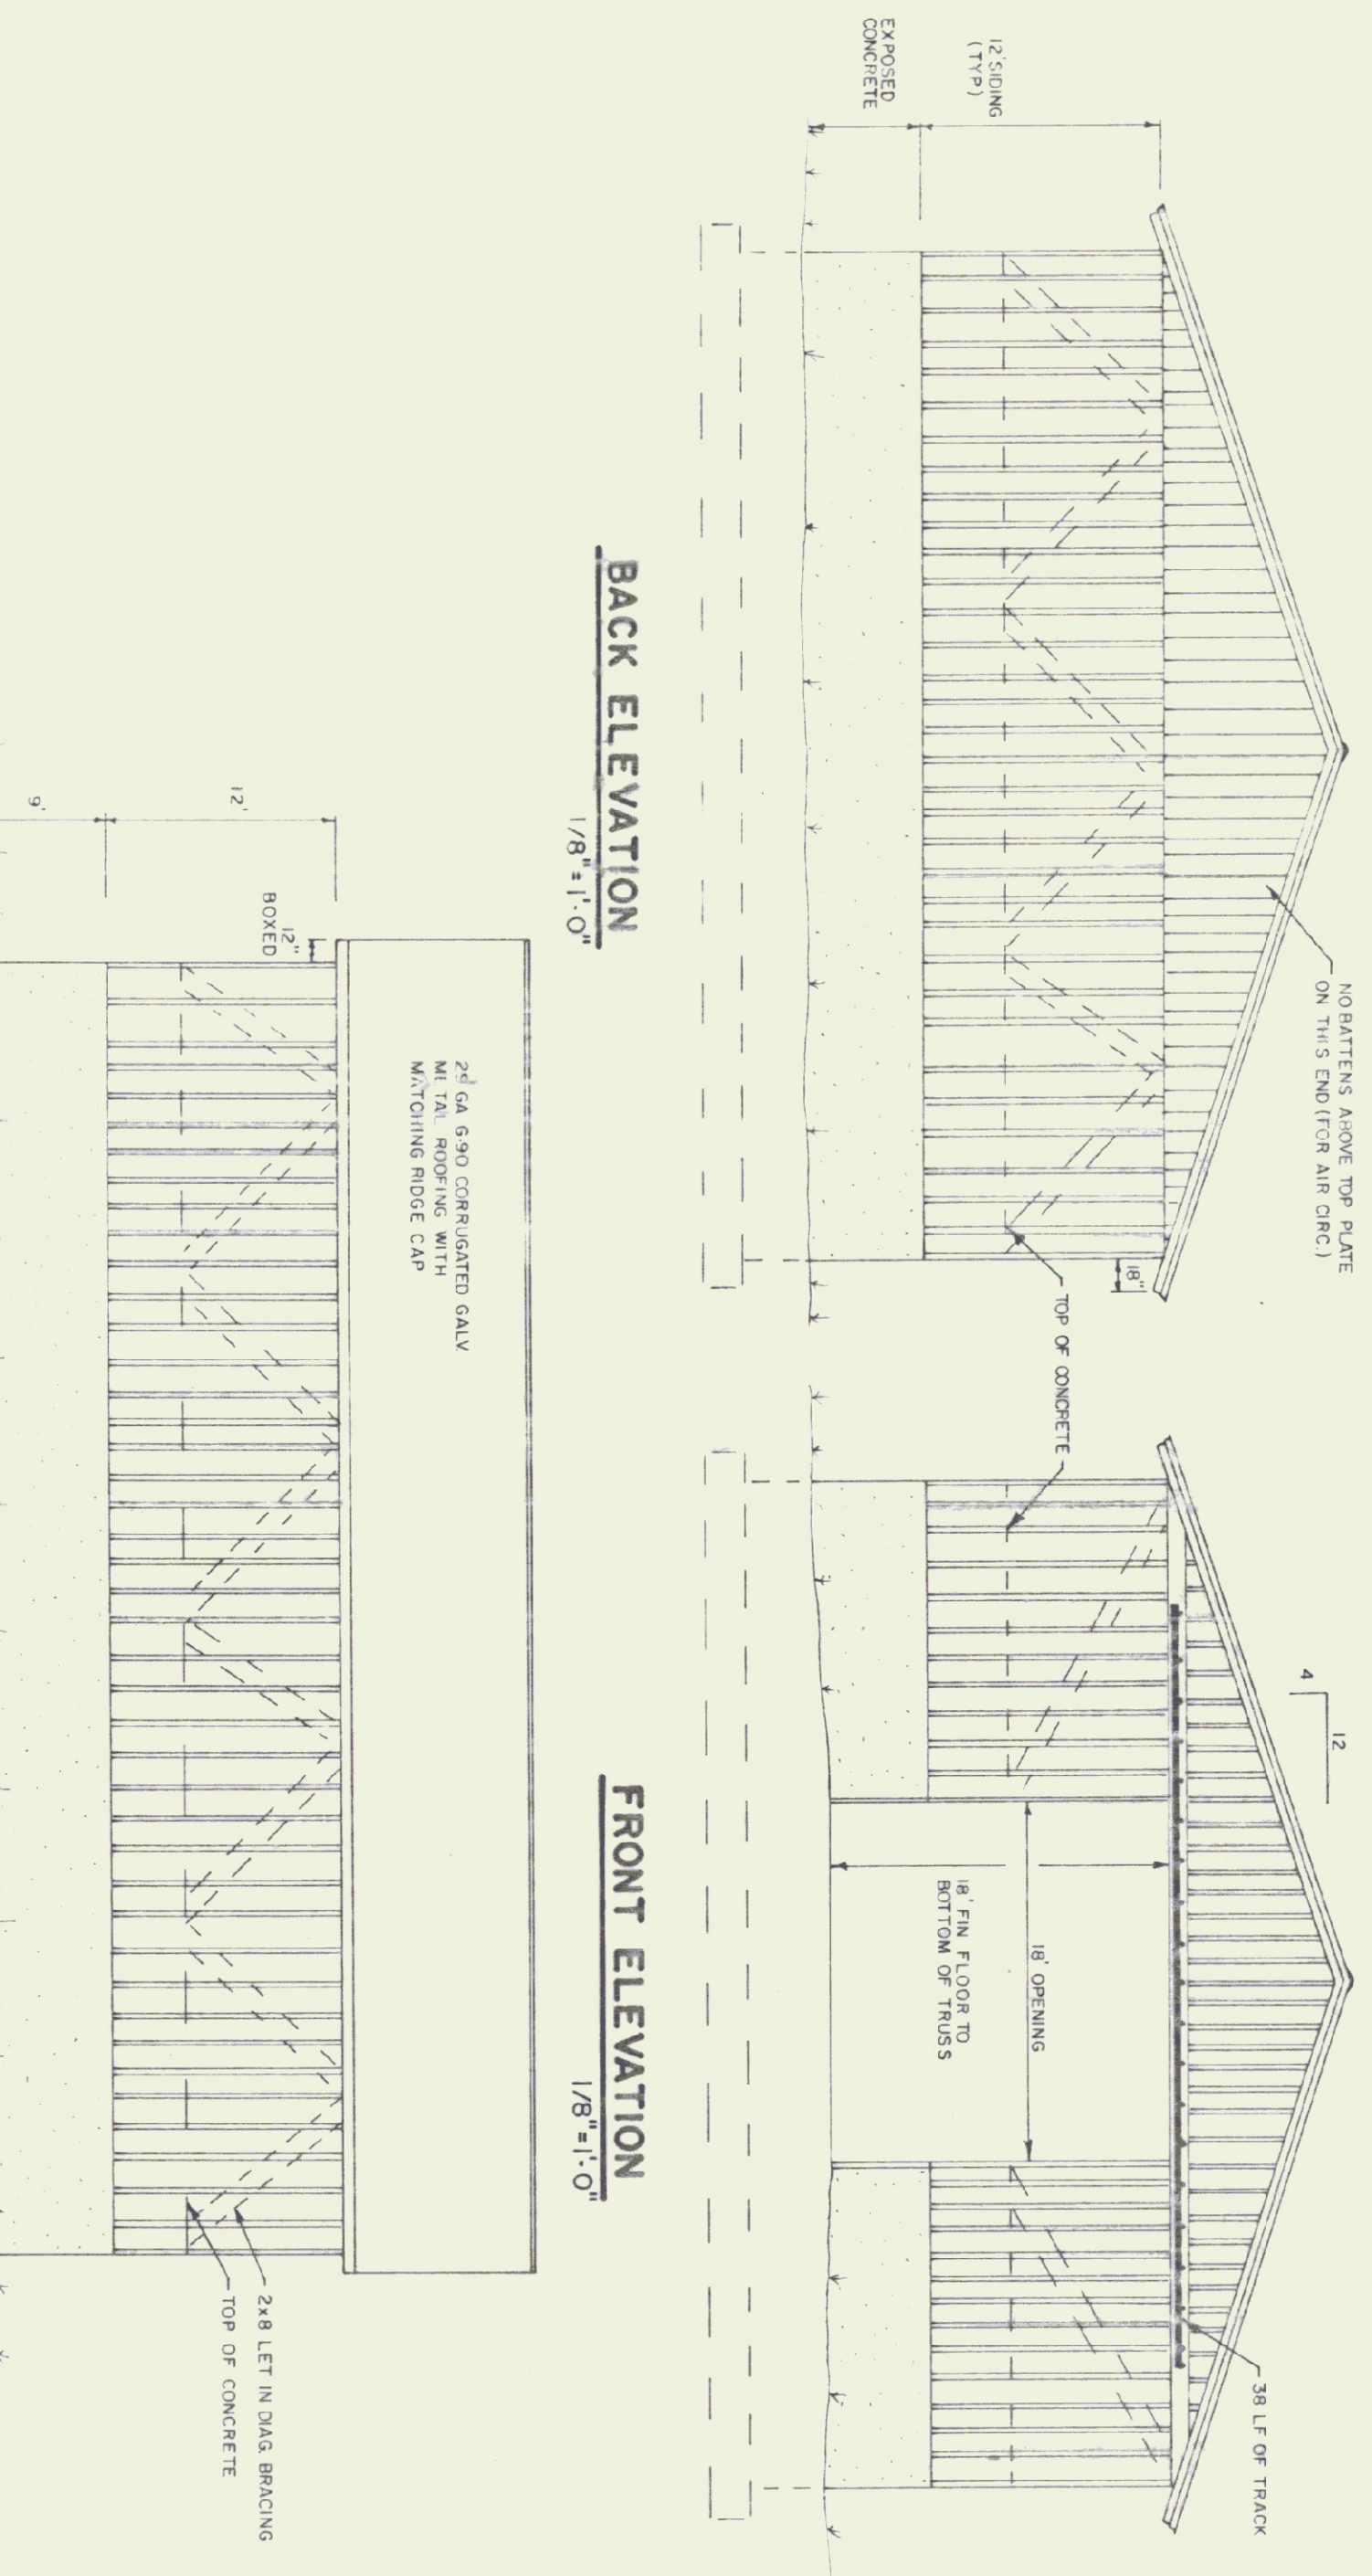 NO BATTENS ABOVE TOP PLATE
ON THIS END (FOR AIR CIRC.)
12' SIDING
(TYP)
EXPOSED
CONCRETE
18"
TOP OF CONCRETE
BACK ELEVATION
1/8" = 1'-0"
4
12
38 LF OF TRACK
18' OPENING
18' FIN FLOOR TO
BOTTOM OF TRUSS
FRONT ELEVATION
1/8" = 1'-0"
29 GA G-90 CORRUGATED GALV.
METAL ROOFING WITH
MATCHING RIDGE CAP
12"
BOXED
12'
9'
2x8 LET IN DIAG. BRACING
TOP OF CONCRETE